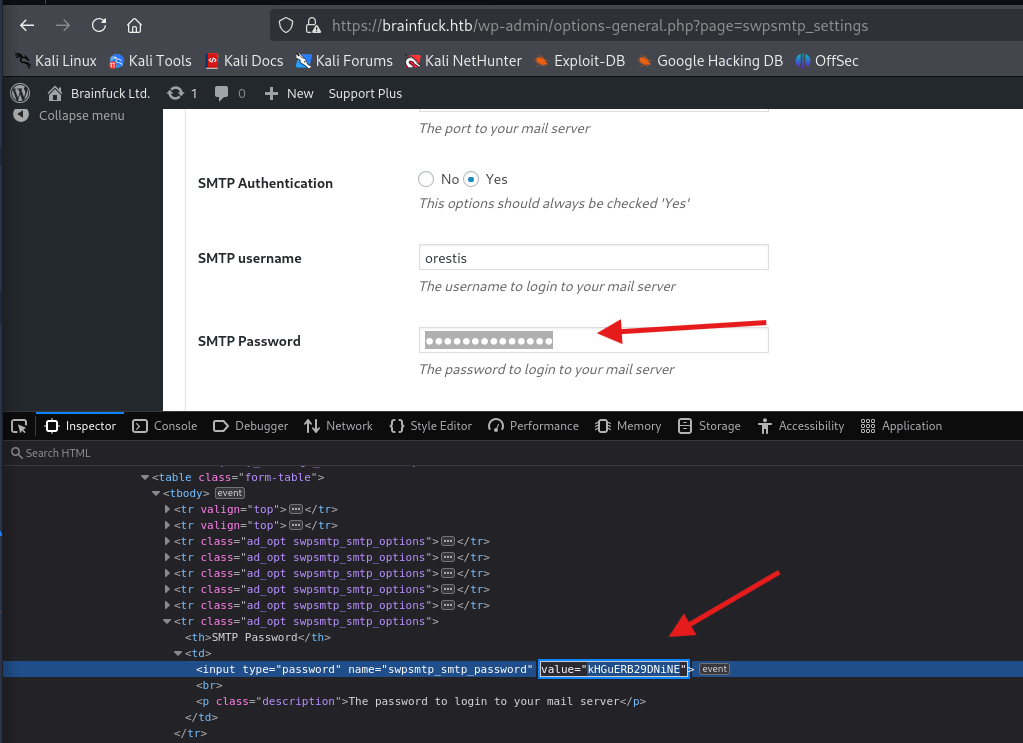 https://brainfuck.htb/wp-admin/options-general.php?page=swpsmtp_settings
Kali Linux Kali Tools Kali Docs Kali Forums Kali NetHunter Exploit-DB Google Hacking DB OffSec
Brainfuck Ltd. 1 0 New Support Plus
Collapse menu
The port to your mail server
SMTP Authentication No Yes
This options should always be checked 'Yes'
SMTP username orestis
The username to login to your mail server
SMTP Password ●●●●●●●●●●●●●●
The password to login to your mail server
Inspector Console Debugger Network Style Editor Performance Memory Storage Accessibility Application
Search HTML
<table class="form-table">
<tbody> event
<tr valign="top"> ••• </tr>
<tr valign="top"> ••• </tr>
<tr class="ad_opt swpsmtp_smtp_options"> ••• </tr>
<tr class="ad_opt swpsmtp_smtp_options"> ••• </tr>
<tr class="ad_opt swpsmtp_smtp_options"> ••• </tr>
<tr class="ad_opt swpsmtp_smtp_options"> ••• </tr>
<tr class="ad_opt swpsmtp_smtp_options"> ••• </tr>
<tr class="ad_opt swpsmtp_smtp_options">
<th>SMTP Password</th>
<td>
<input type="password" name="swpsmtp_smtp_password" value="kHGuERB29DNiNE"> event
<br>
<p class="description">The password to login to your mail server</p>
</td>
</tr>